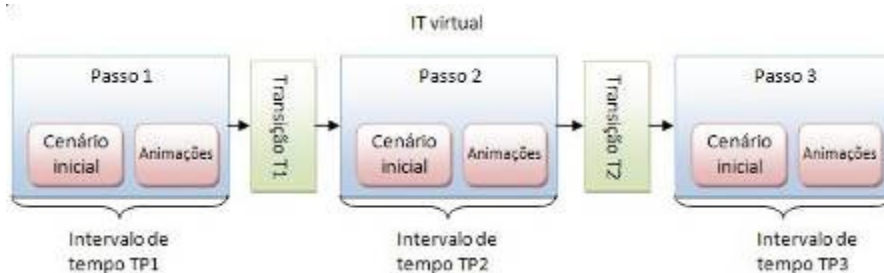 IT virtual
Passo 1
Cenário
inicial
Animações
Transição T1
Passo 2
Cenário
inicial
Animações
Transição T2
Passo 3
Cenário
inicial
Animações
Intervalo de
tempo TP1
Intervalo de
tempo TP2
Intervalo de
tempo TP3